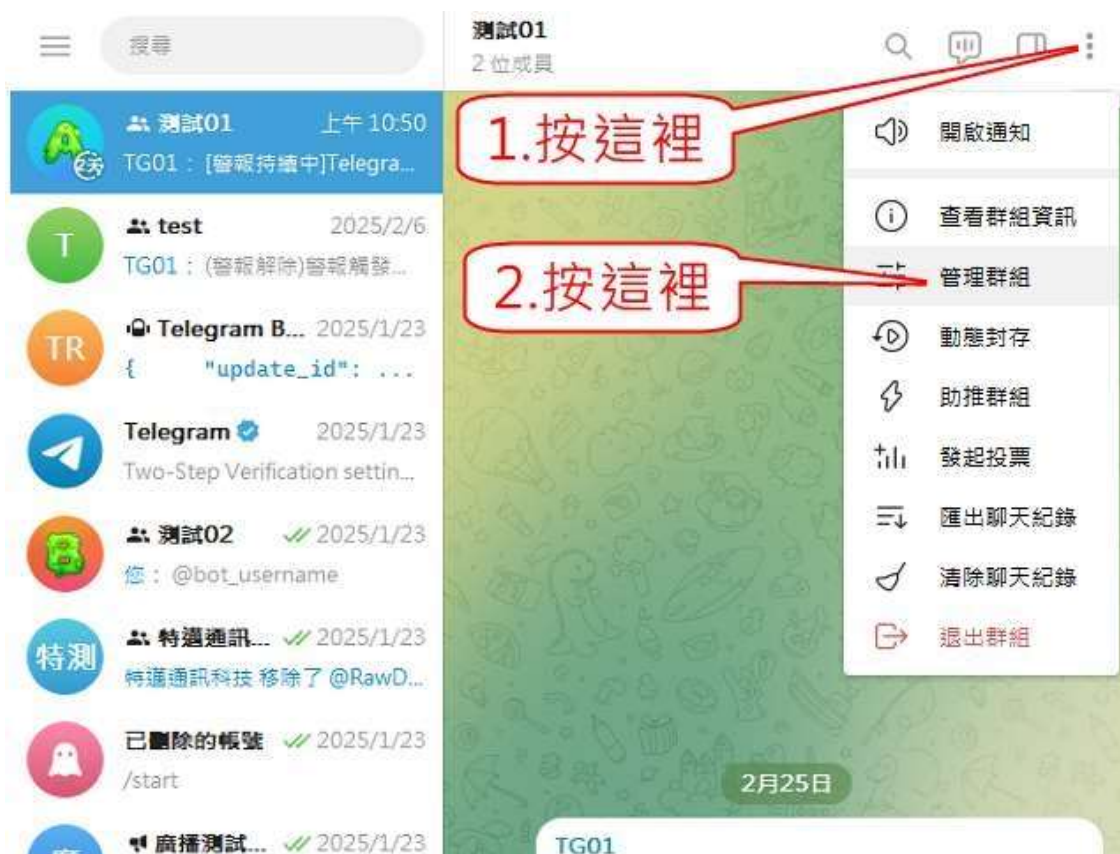 搜尋
測試01
2 位成員
測試01 上午 10:50
TG01 : [警報持續中]Telegra...
2天
T
test 2025/2/6
TG01 : (警報解除)警報觸發...
TR
Telegram B... 2025/1/23
{ "update_id": ...
Telegram 2025/1/23
Two-Step Verification settin...
測試02 2025/1/23
您 : @bot_username
特測
特邁通訊... 2025/1/23
特邁通訊科技 移除了 @RawD...
已刪除的帳號 2025/1/23
/start
廣播測試... 2025/1/23
1.按這裡
2.按這裡
開啟通知
查看群組資訊
管理群組
動態封存
助推群組
發起投票
匯出聊天紀錄
清除聊天紀錄
退出群組
2月25日
TG01